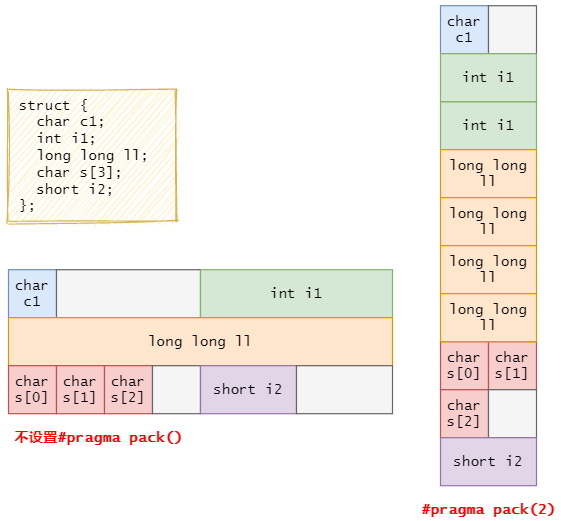 struct {
char c1;
int i1;
long long ll;
char s[3];
short i2;
};
char
c1
int i1
long long ll
char
s[0]
char
s[1]
char
s[2]
short i2
不设置#pragma pack()
char
c1
int i1
int i1
long long
ll
long long
ll
long long
ll
long long
ll
char
s[0]
char
s[1]
char
s[2]
short i2
#pragma pack(2)